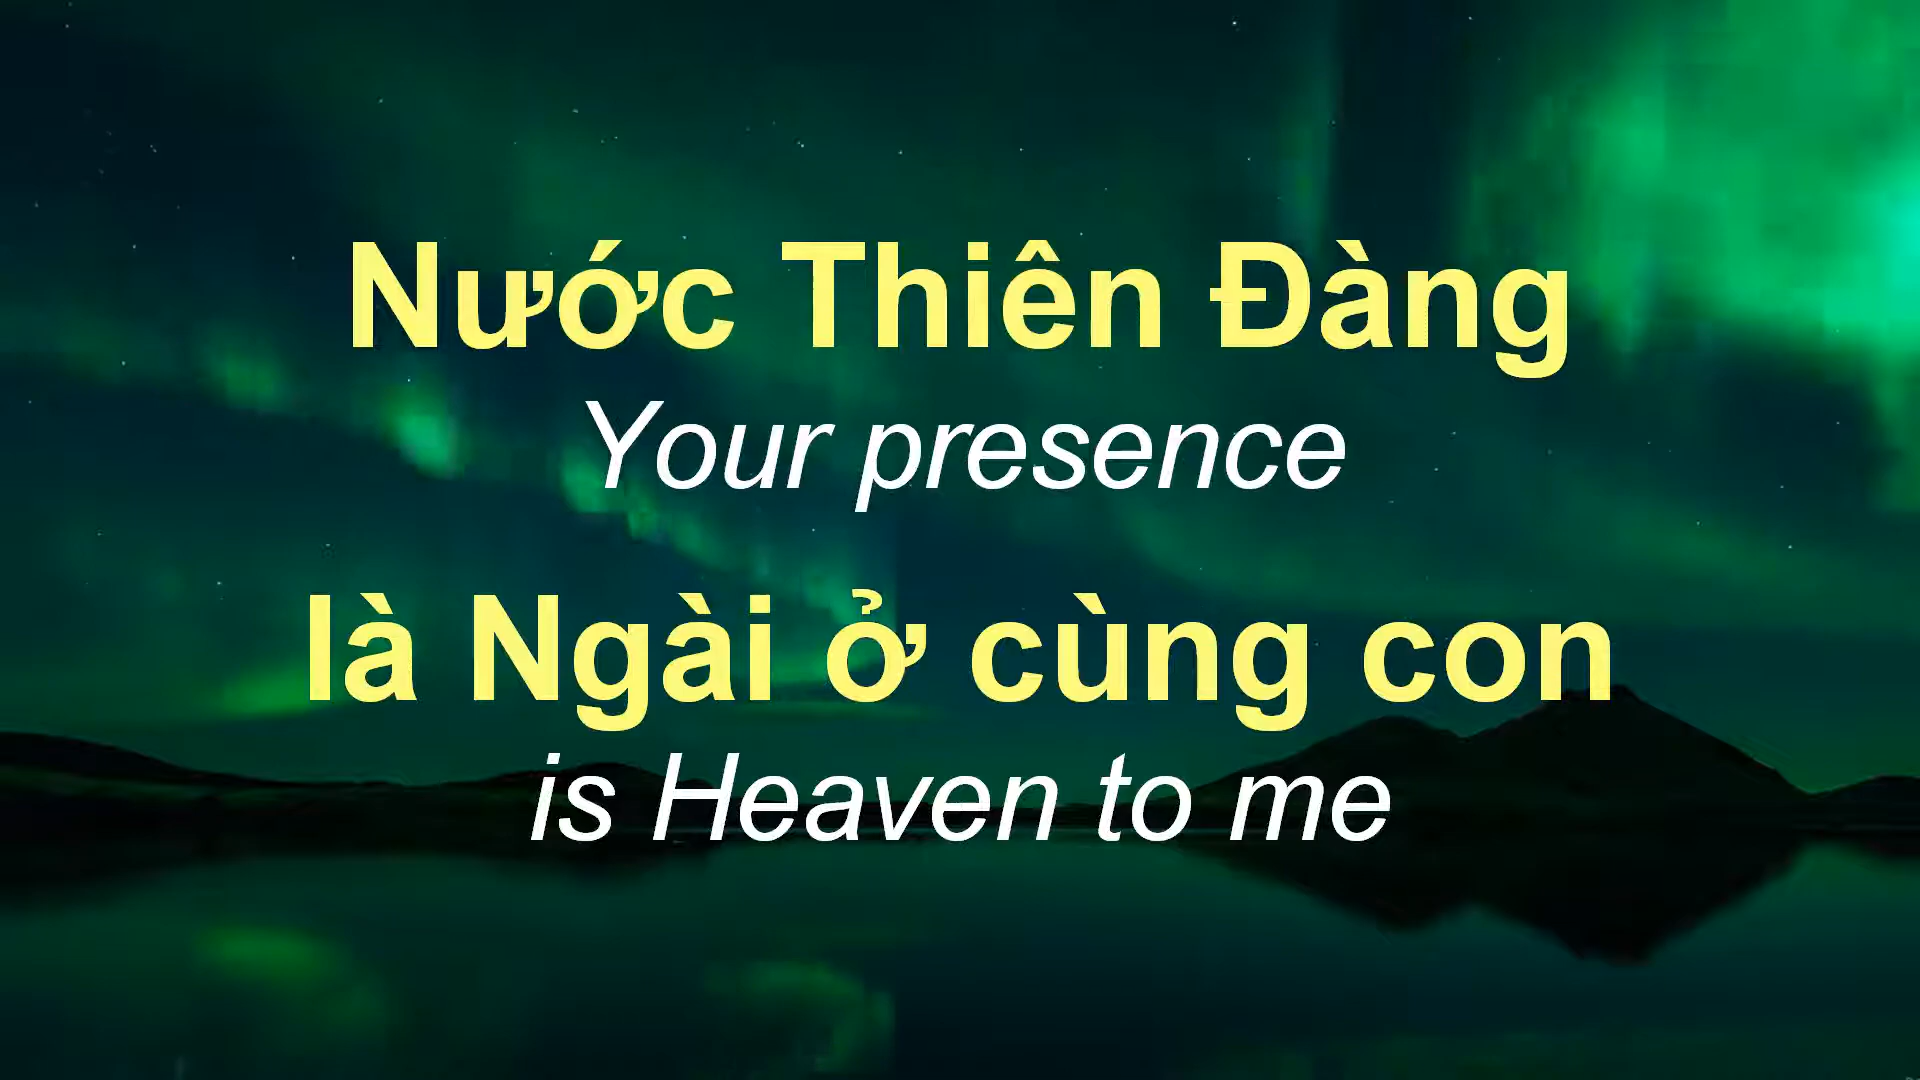 Nước Thiên Đàng
Your presence
là Ngài ở cùng con
is Heaven to me